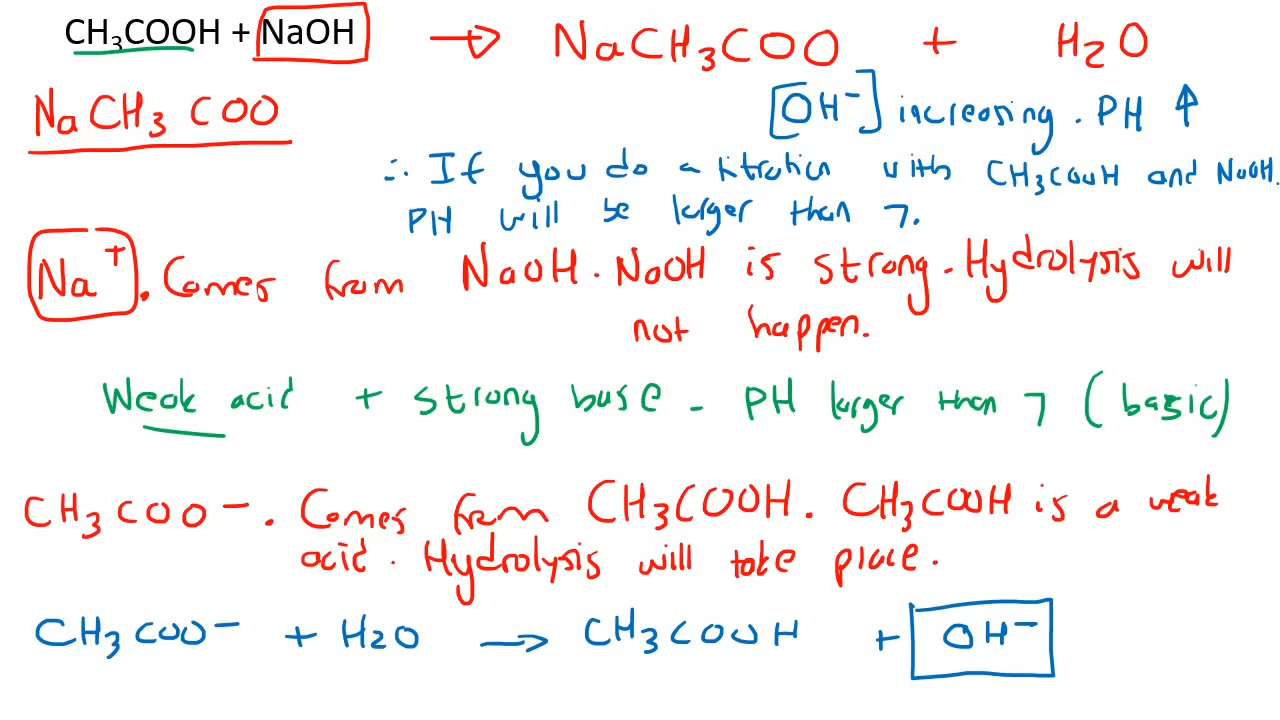 CH₃COOH + NaOH → NaCH₃COO + H₂O
NaCH₃COO
[OH⁻] increasing. PH ↑
∴ If you do a titration with CH₃COOH and NaOH.
PH will be larger than 7.
Na⁺. Comes from NaOH. NaOH is strong. Hydrolysis will
not happen.
Weak acid + strong base - PH larger than 7 (basic)
CH₃COO⁻. Comes from CH₃COOH. CH₃COOH is a weak
acid. Hydrolysis will take place.
CH₃COO⁻ + H₂O → CH₃COOH + OH⁻